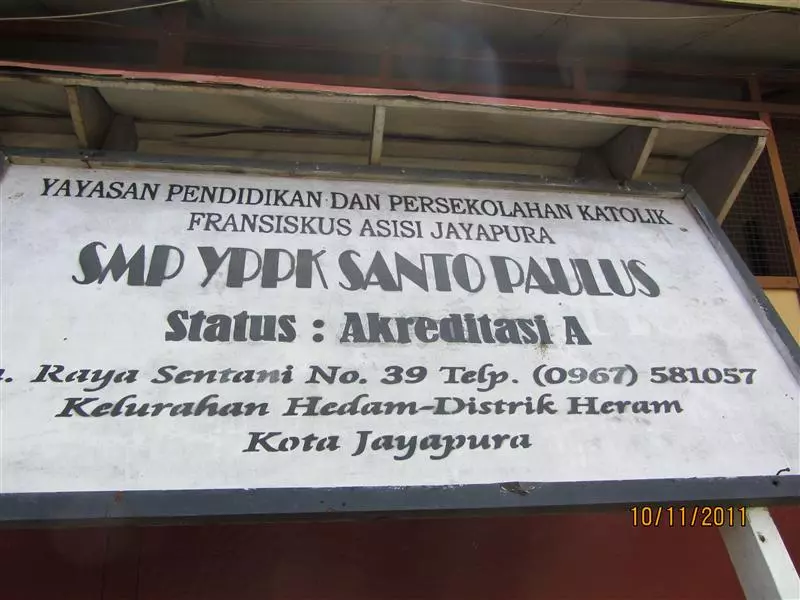 YAYASAN PENDIDIKAN DAN PERSEKOLAHAN KATOLIK
FRANSISKUS ASISI JAYAPURA
SMP YPPK SANTO PAULUS
Status : Akreditasi A
Raya Sentani No. 39 Telp. (0967) 581057
Kelurahan Hedam-Distrik Heram
Kota Jayapura
10/11/2011